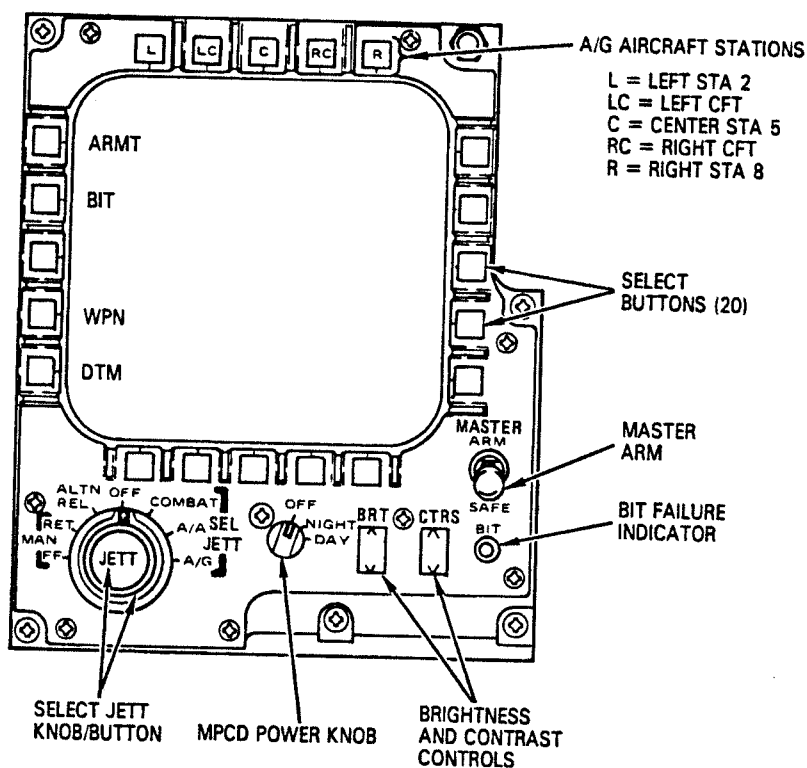 L LC C RC R
A/G AIRCRAFT STATIONS
L = LEFT STA 2
LC = LEFT CFT
C = CENTER STA 5
RC = RIGHT CFT
R = RIGHT STA 8
ARMT
BIT
WPN
DTM
SELECT
BUTTONS (20)
MASTER
ARM
SAFE
MASTER
ARM
BIT
BIT FAILURE
INDICATOR
ALTN
REL
OFF
COMBAT
RET
MAN
FF
A/A
SEL
JETT
A/G
JETT
OFF
NIGHT
DAY
BRT
CTRS
SELECT JETT
KNOB/BUTTON
MPCD POWER KNOB
BRIGHTNESS
AND CONTRAST
CONTROLS